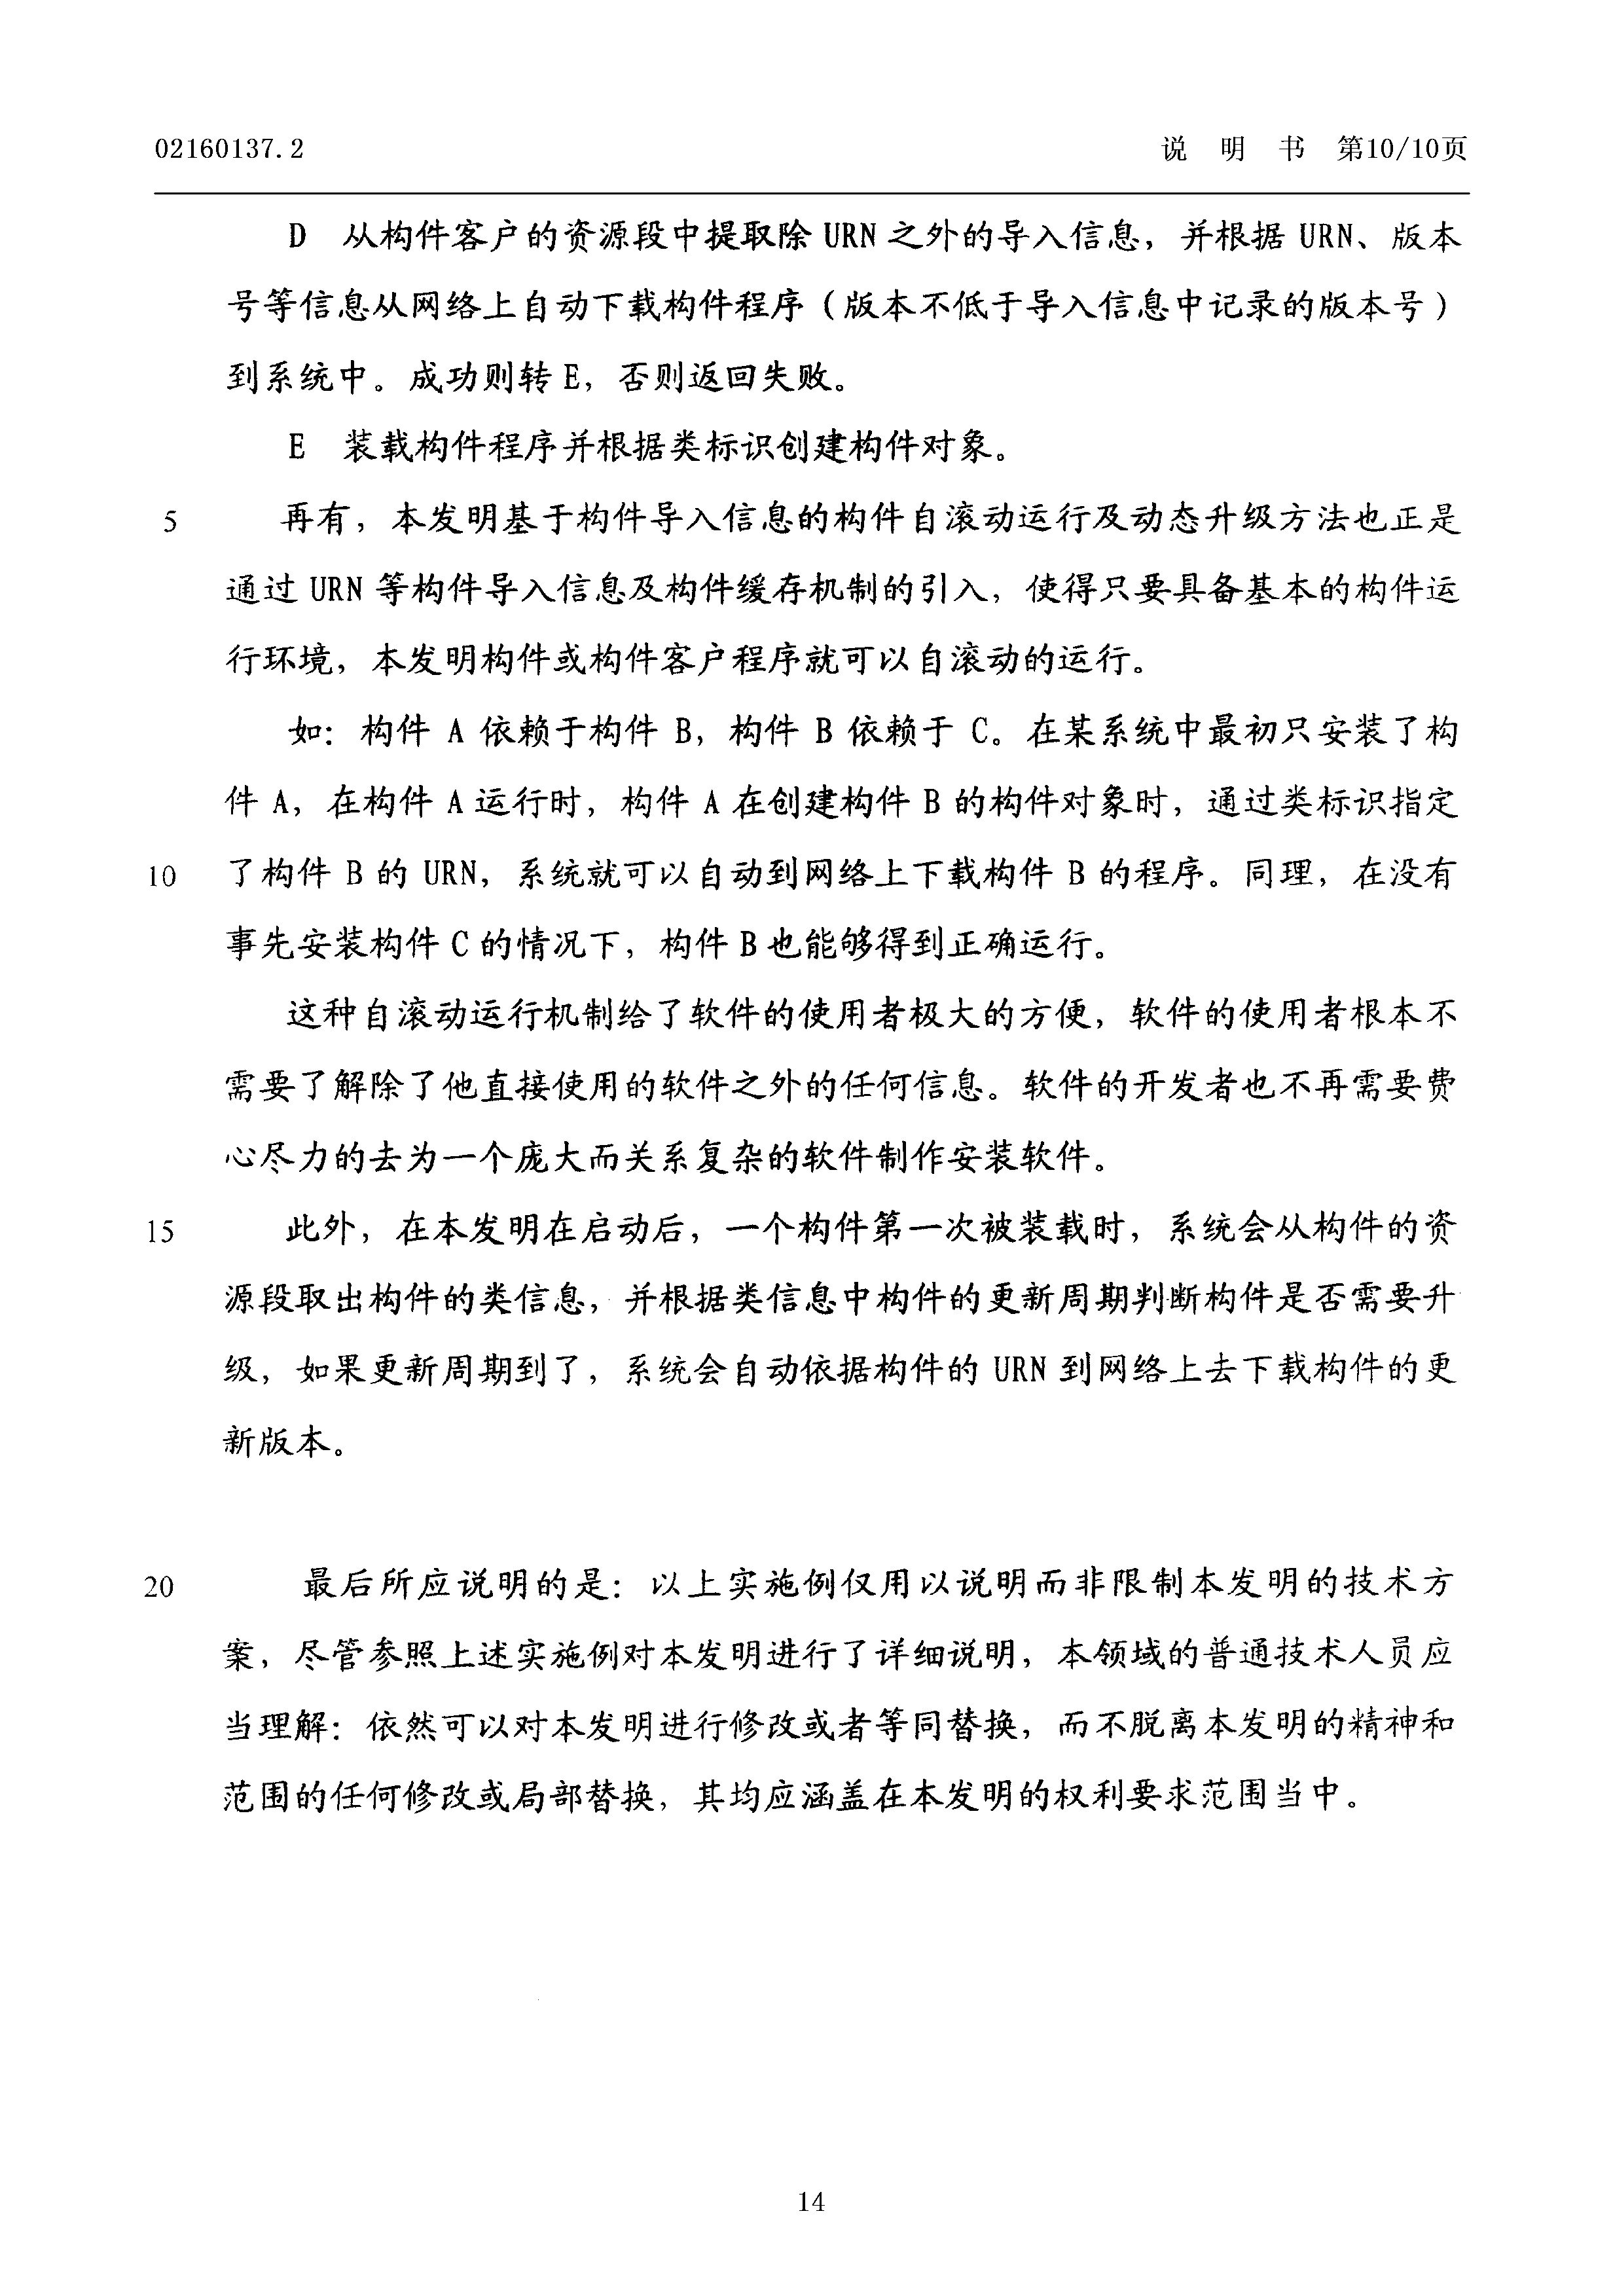 02160137.2 说 明 书 第10/10页
D 从构件客户的资源段中提取除 URN 之外的导入信息，并根据 URN、版本
号等信息从网络上自动下载构件程序（版本不低于导入信息中记录的版本号）
到系统中。成功则转 E，否则返回失败。
E 装载构件程序并根据类标识创建构件对象。
5 再有，本发明基于构件导入信息的构件自滚动运行及动态升级方法也正是
通过 URN 等构件导入信息及构件缓存机制的引入，使得只要具备基本的构件运
行环境，本发明构件或构件客户程序就可以自滚动的运行。
如：构件 A 依赖于构件 B，构件 B 依赖于 C。在某系统中最初只安装了构
件 A，在构件 A 运行时，构件 A 在创建构件 B 的构件对象时，通过类标识指定
10 了构件 B 的 URN，系统就可以自动到网络上下载构件 B 的程序。同理，在没有
事先安装构件 C 的情况下，构件 B 也能够得到正确运行。
这种自滚动运行机制给了软件的使用者极大的方便，软件的使用者根本不
需要了解除了他直接使用的软件之外的任何信息。软件的开发者也不再需要费
心尽力的去为一个庞大而关系复杂的软件制作安装软件。
15 此外，在本发明在启动后，一个构件第一次被装载时，系统会从构件的资
源段取出构件的类信息，并根据类信息中构件的更新周期判断构件是否需要升
级，如果更新周期到了，系统会自动依据构件的 URN 到网络上去下载构件的更
新版本。
20 最后所应说明的是：以上实施例仅用以说明而非限制本发明的技术方
案，尽管参照上述实施例对本发明进行了详细说明，本领域的普通技术人员应
当理解：依然可以对本发明进行修改或者等同替换，而不脱离本发明的精神和
范围的任何修改或局部替换，其均应涵盖在本发明的权利要求范围当中。
14